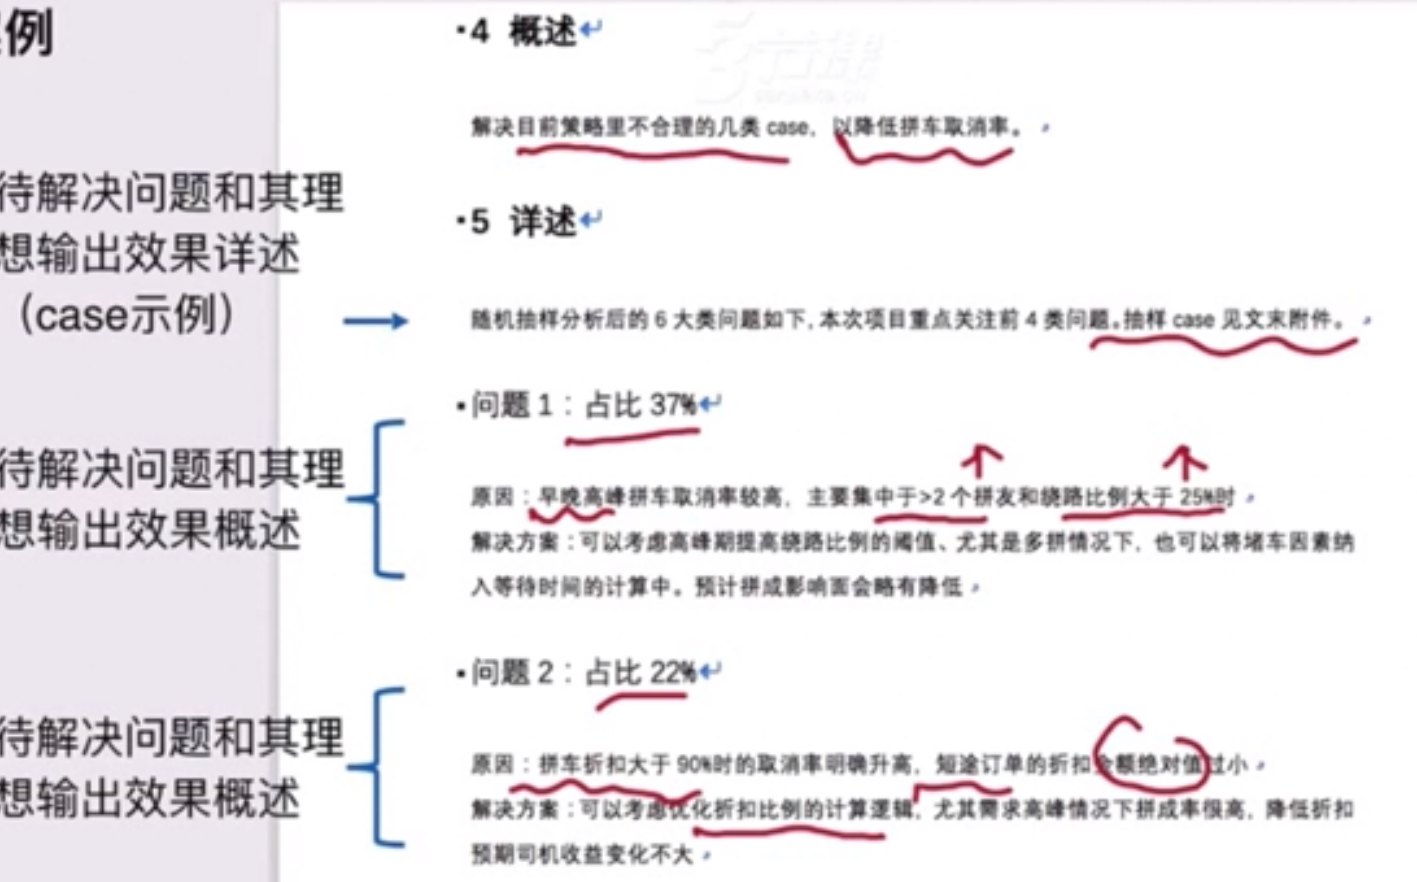 例
·4 概述
解决目前策略里不合理的几类 case，以降低拼车取消率。
待解决问题和其理
想输出效果详述
（case示例）
·5 详述
随机抽样分析后的 6 大类问题如下，本次项目重点关注前 4 类问题。抽样 case 见文末附件。
待解决问题和其理
想输出效果概述
·问题 1：占比 37%
原因：早晚高峰拼车取消率较高，主要集中于>2 个拼友和绕路比例大于 25%时
解决方案：可以考虑高峰期提高绕路比例的阈值、尤其是多拼情况下，也可以将堵车因素纳
入等待时间的计算中。预计拼成影响面会略有降低
待解决问题和其理
想输出效果概述
·问题 2：占比 22%
原因：拼车折扣大于 90%时的取消率明确升高，短途订单的折扣金额绝对值过小
解决方案：可以考虑优化折扣比例的计算逻辑，尤其需求高峰情况下拼成率很高，降低折扣
预期司机收益变化不大